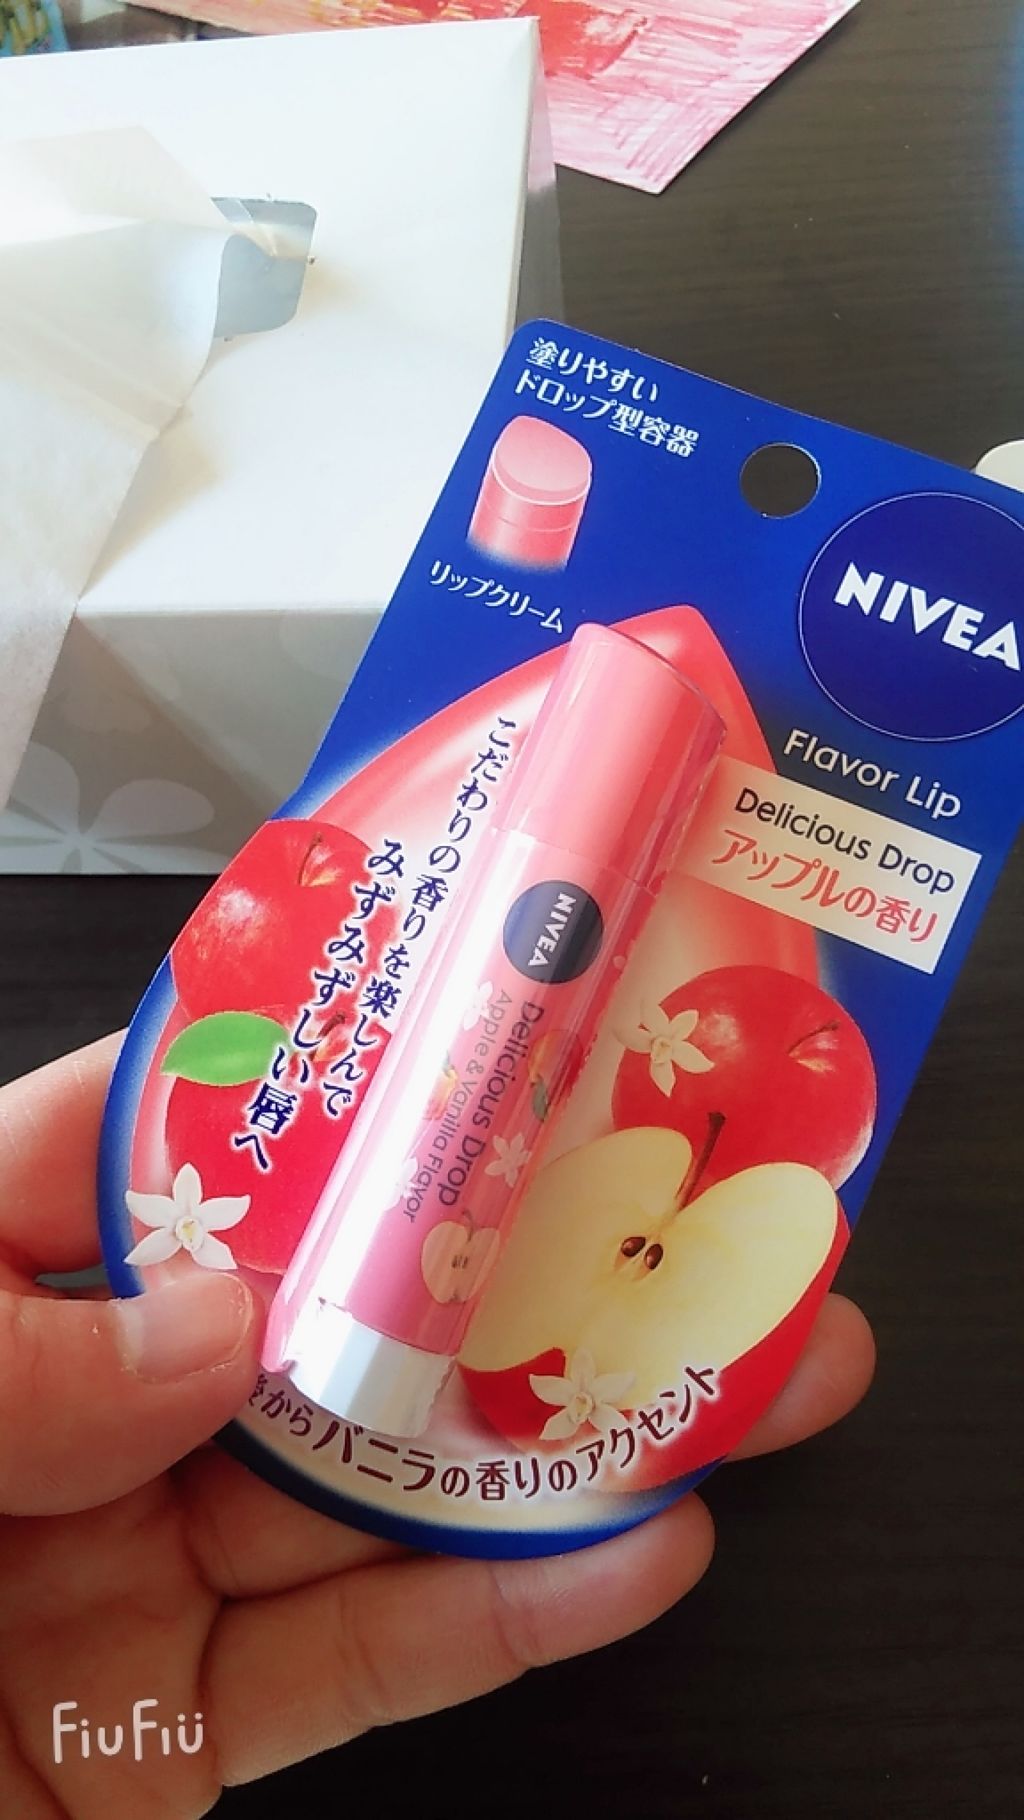 塗りやすい
ドロップ型容器
リップクリーム
NIVEA
Flavor Lip
Delicious Drop
アップルの香り
こだわりの香りを楽しんで
みずみずしい唇へ
NIVEA
Delicious Drop
Apple & Vanilla Flavor
後からバニラの香りのアクセント
FiuFiu